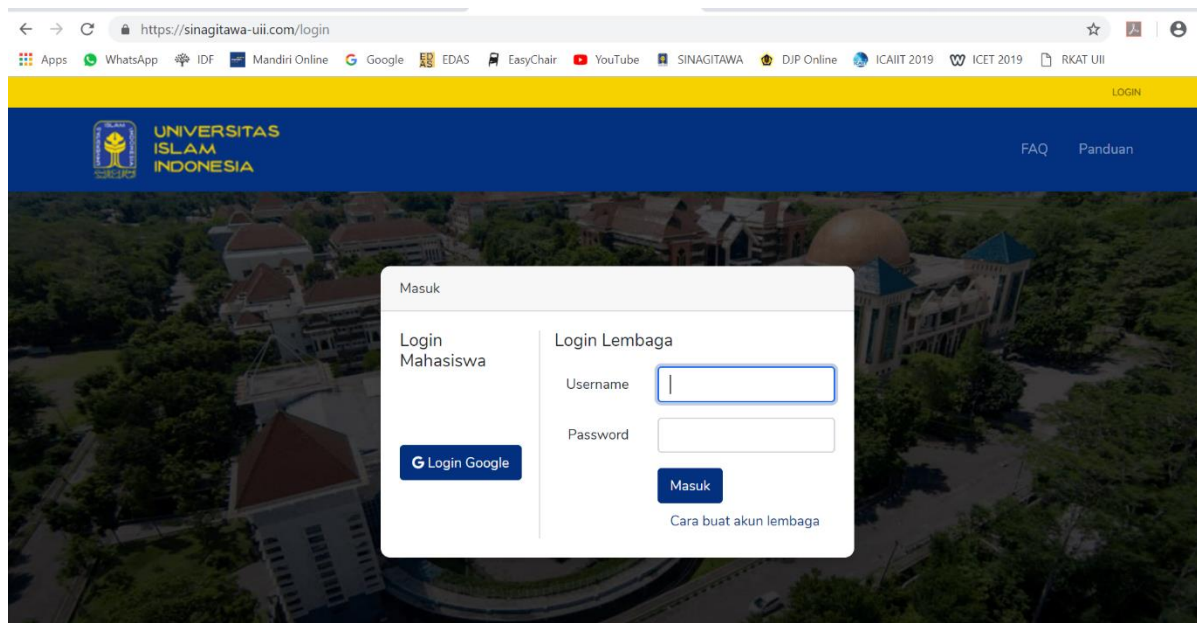 https://sinagitawa-uii.com/login
Apps WhatsApp IDF Mandiri Online Google EDAS EasyChair YouTube SINAGITAWA DJP Online ICAIIT 2019 ICET 2019 RKAT UII
LOGIN
UNIVERSITAS
ISLAM
INDONESIA
FAQ Panduan
Masuk
Login
Mahasiswa
Login Google
Login Lembaga
Username
Password
Masuk
Cara buat akun lembaga